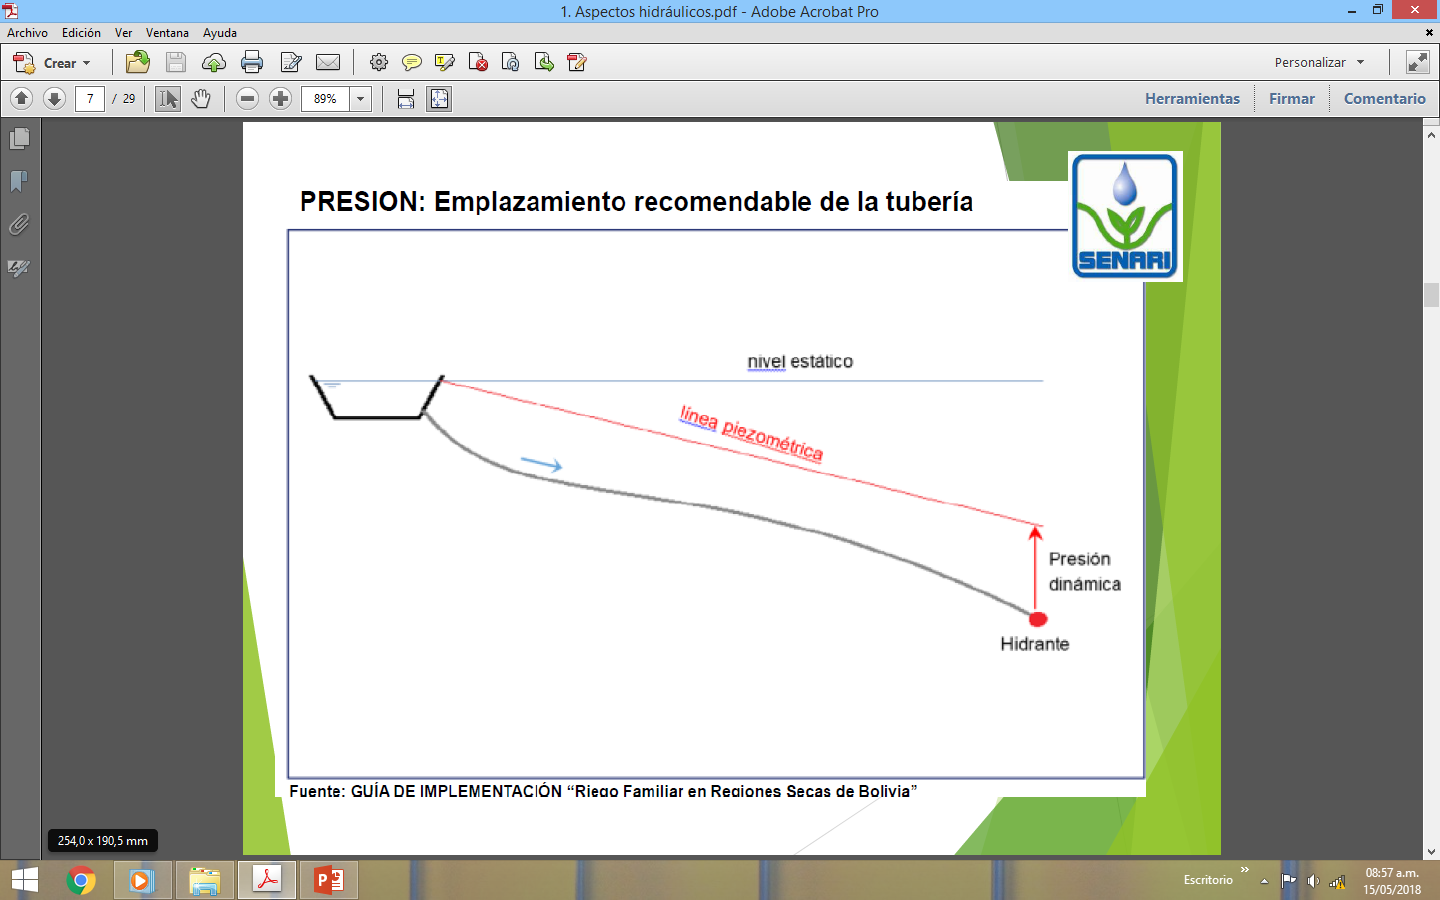 1. Aspectos hidráulicos.pdf - Adobe Acrobat Pro
Archivo Edición Ver Ventana Ayuda
Crear
Personalizar
7 / 29
89%
Herramientas Firmar Comentario
PRESION: Emplazamiento recomendable de la tubería
SENARI
nivel estático
línea piezométrica
Presión
dinámica
Hidrante
Fuente: GUÍA DE IMPLEMENTACIÓN “Riego Familiar en Regiones Secas de Bolivia”
254,0 x 190,5 mm
Escritorio
08:57 a.m.
15/05/2018